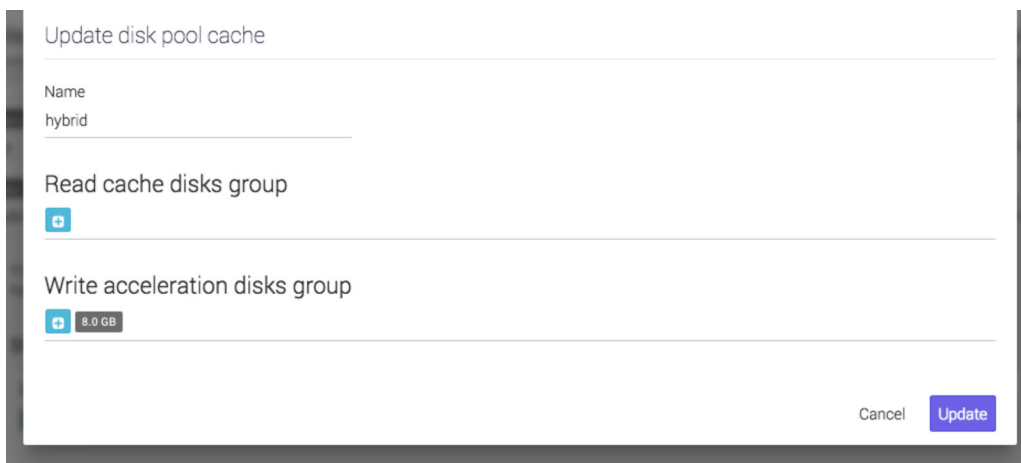 Update disk pool cache
Name
hybrid
Read cache disks group
Write acceleration disks group
8.0 GB
Cancel Update